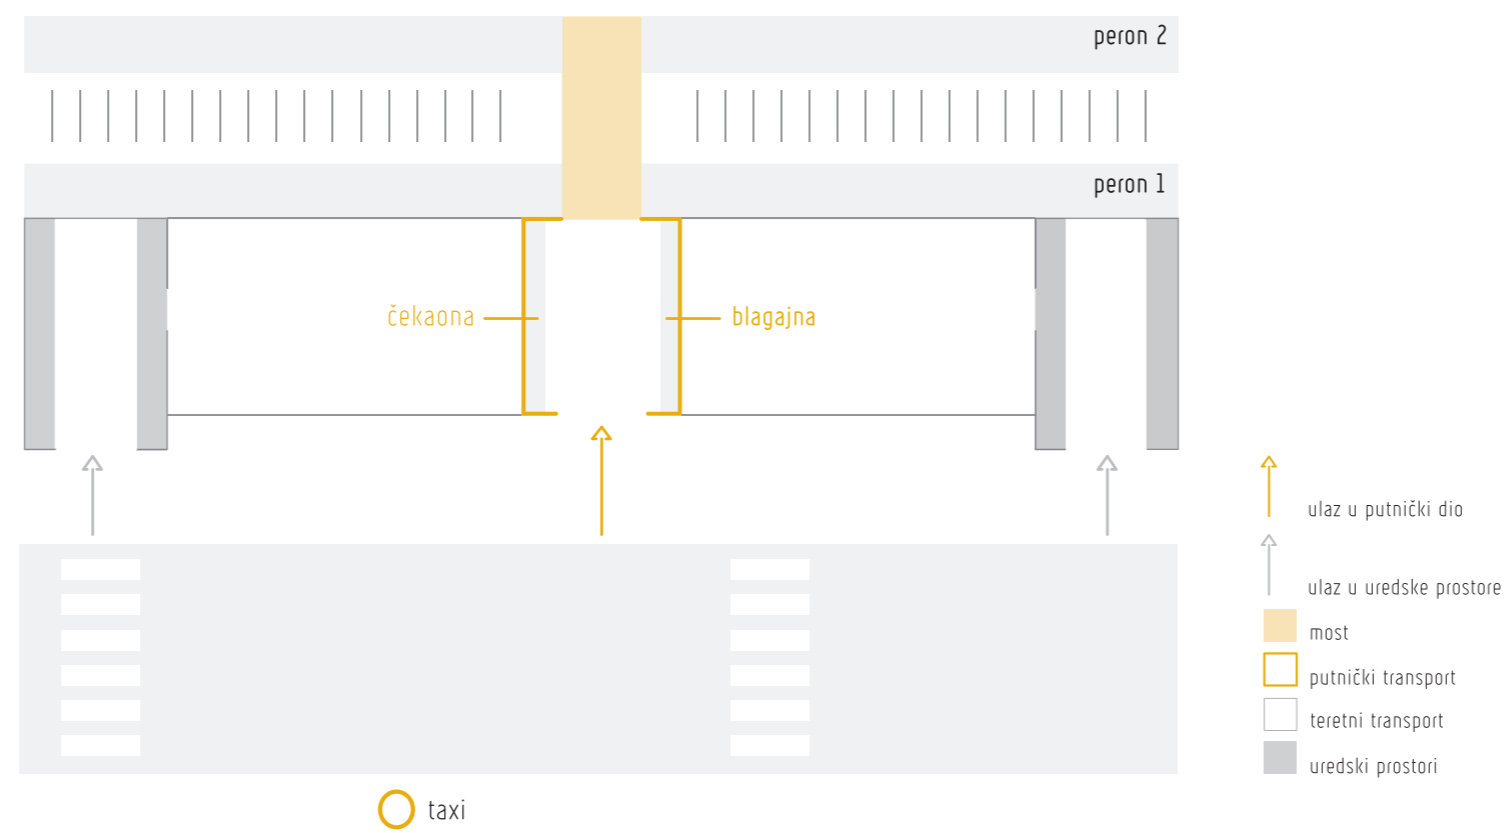 peron 2
peron 1
čekaona
blagajna
ulaz u putnički dio
ulaz u uredske prostore
most
putnički transport
teretni transport
uredski prostori
taxi